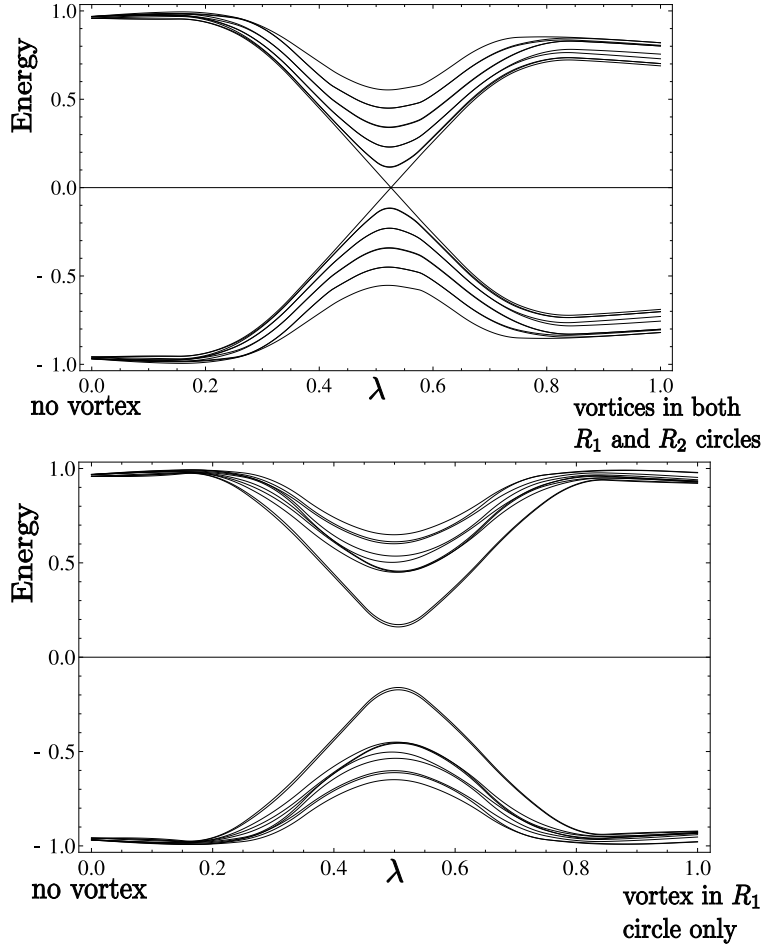 1.0
0.5
Energy
0.0
- 0.5
- 1.0
0.0 0.2 0.4 0.6 0.8 1.0
λ
no vortex
vortices in both
R1 and R2 circles
1.0
0.5
Energy
0.0
- 0.5
- 1.0
0.0 0.2 0.4 0.6 0.8 1.0
λ
no vortex
vortex in R1
circle only